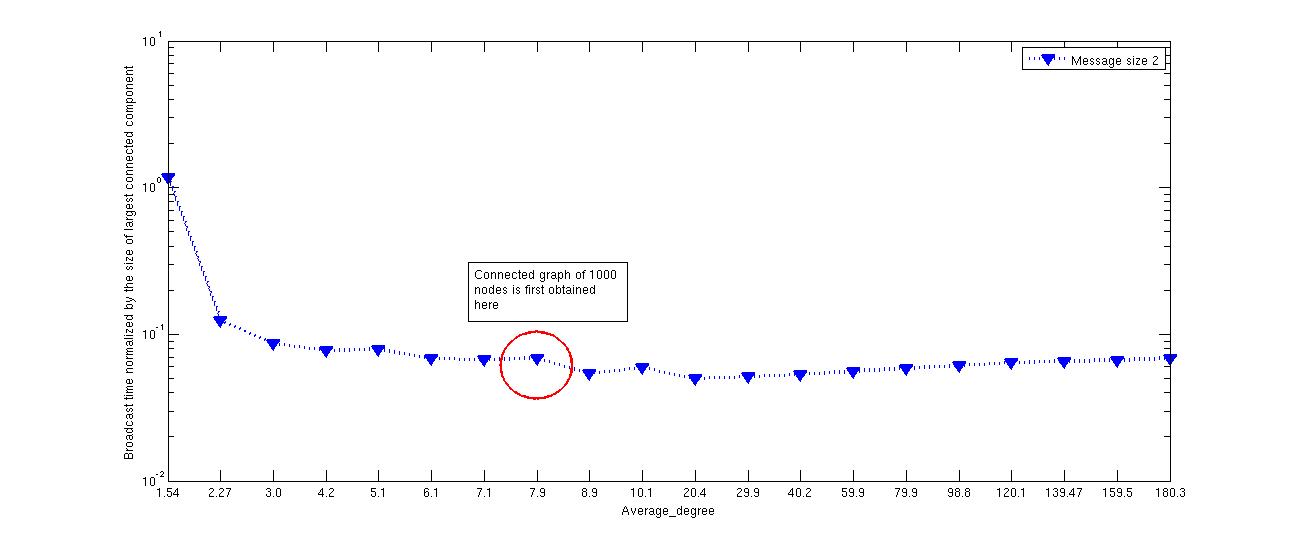 10^1
Message size 2
10^0
Connected graph of 1000
nodes is first obtained
here
10^-1
10^-2
Broadcast time normalized by the size of largest connected component
1.54 2.27 3.0 4.2 5.1 6.1 7.1 7.9 8.9 10.1 20.4 29.9 40.2 59.9 79.9 98.8 120.1 139.47 159.5 180.3
Average_degree